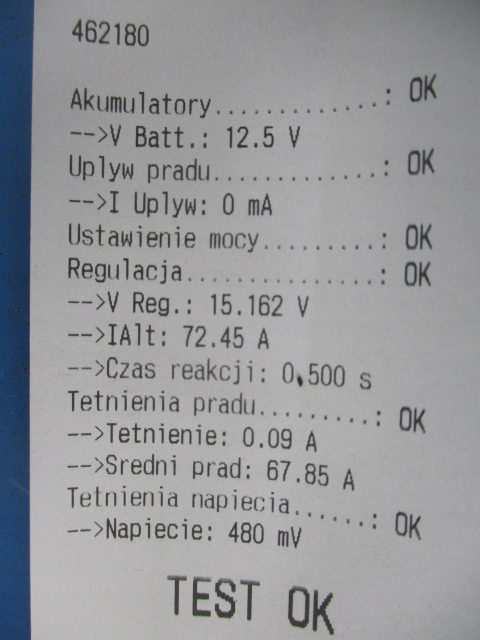 462180
Akumulatory.............: OK
-->V Batt.: 12.5 V
Uplyw pradu.............: OK
-->I Uplyw: 0 mA
Ustawienie mocy.........: OK
Regulacja...............: OK
-->V Reg.: 15.162 V
-->IAlt: 72.45 A
-->Czas reakcji: 0.500 s
Tetnienia pradu.........: OK
-->Tetnienie: 0.09 A
-->Sredni prad: 67.85 A
Tetnienia napiecia......: OK
-->Napiecie: 480 mV
TEST OK